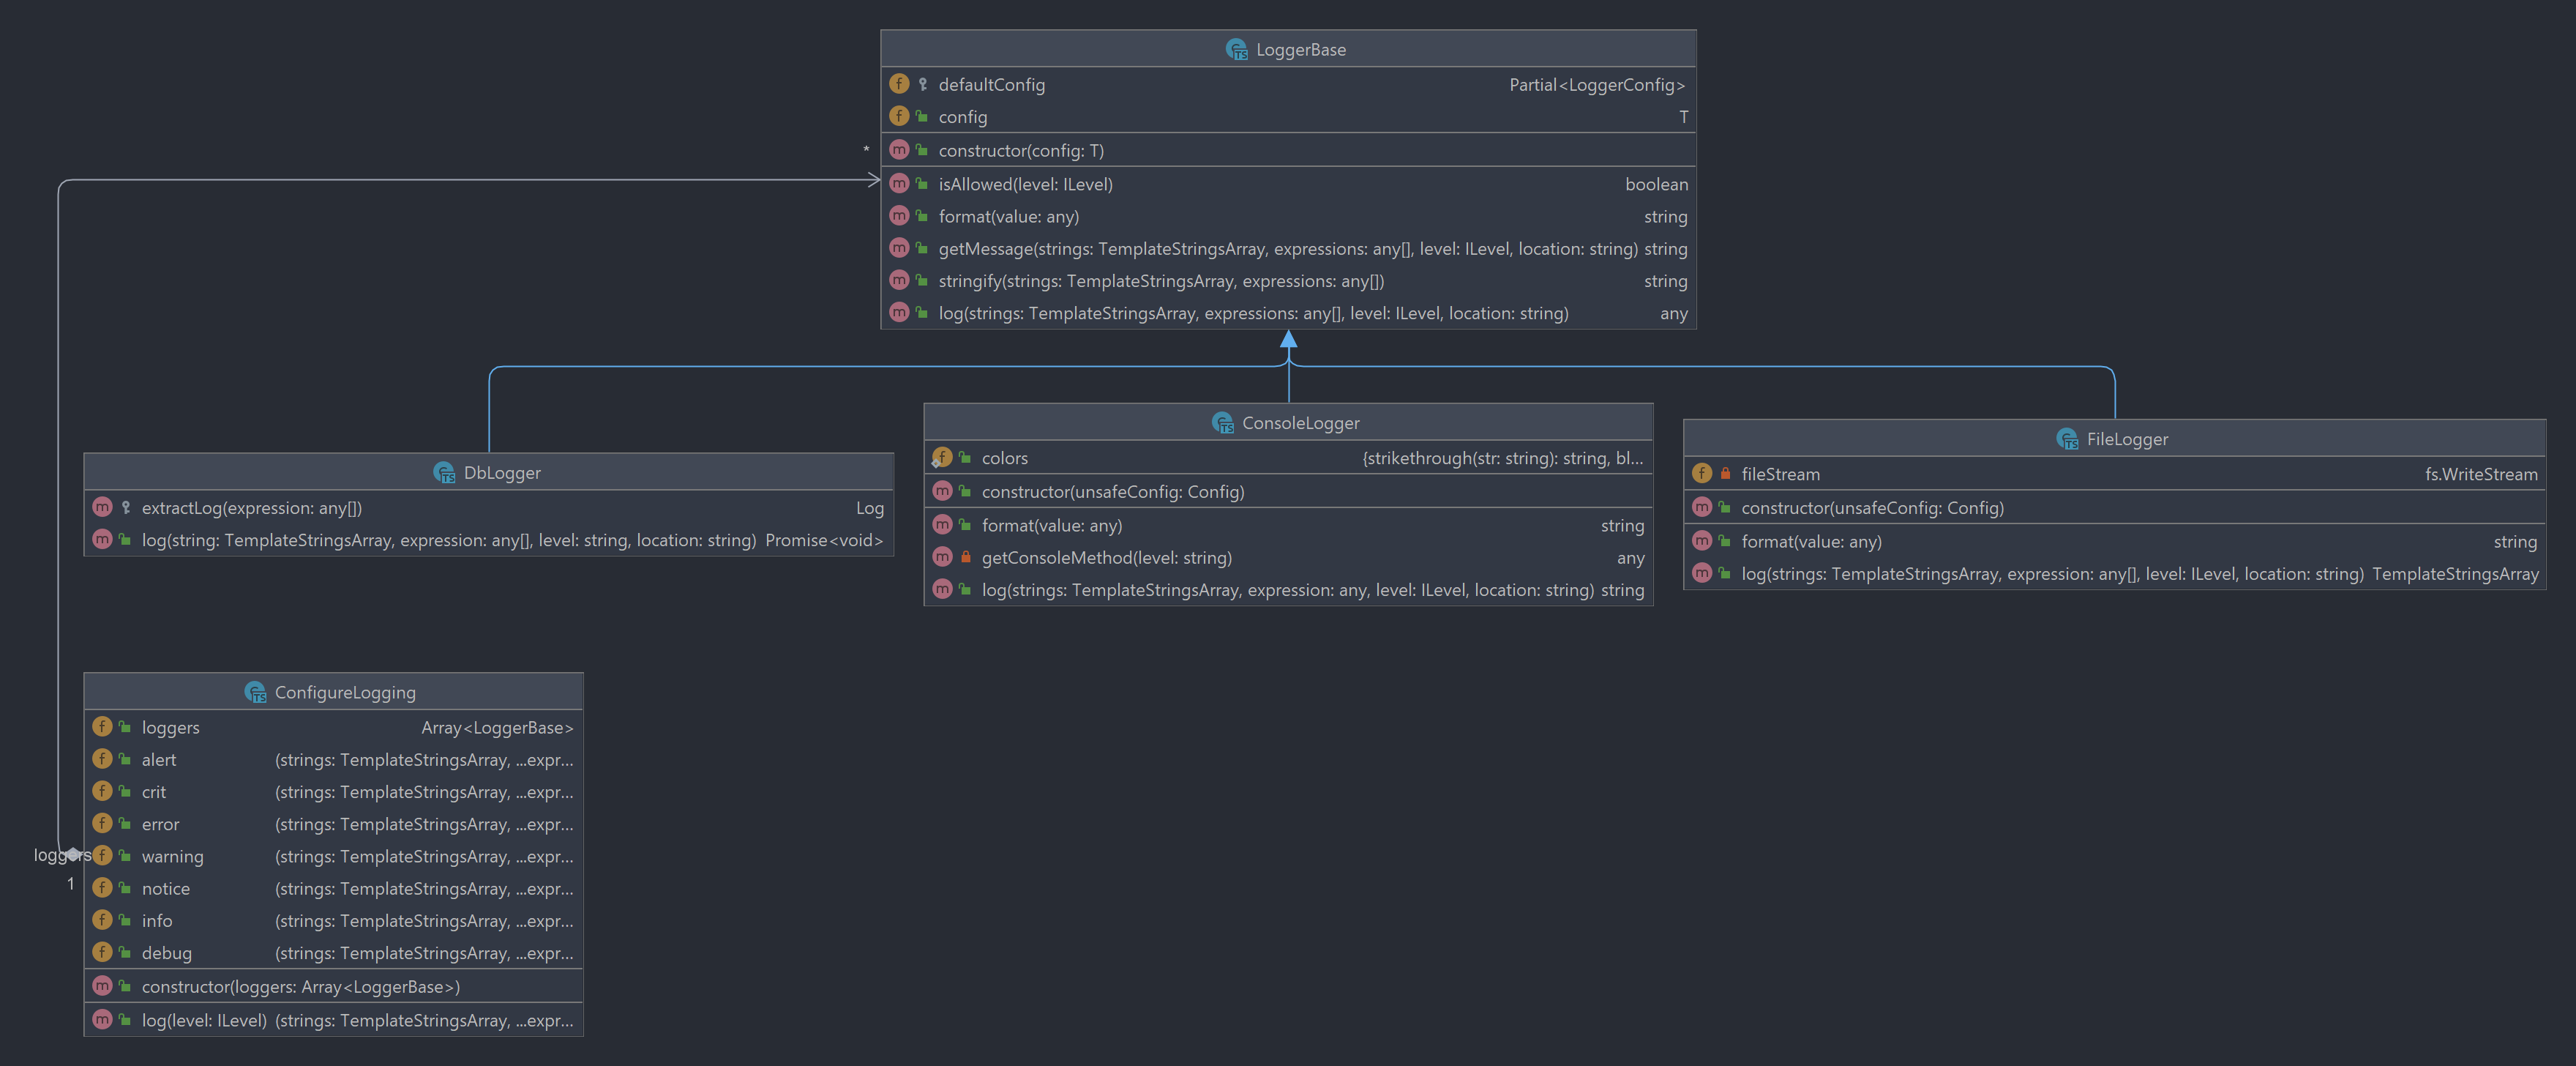 LoggerBase
defaultConfig Partial<LoggerConfig>
config T
constructor(config: T)
isAllowed(level: ILevel) boolean
format(value: any) string
getMessage(strings: TemplateStringsArray, expressions: any[], level: ILevel, location: string) string
stringify(strings: TemplateStringsArray, expressions: any[]) string
log(strings: TemplateStringsArray, expressions: any[], level: ILevel, location: string) any
*
DbLogger
extractLog(expression: any[]) Log
log(string: TemplateStringsArray, expression: any[], level: string, location: string) Promise<void>
ConsoleLogger
colors {strikethrough(str: string): string, bl...
constructor(unsafeConfig: Config)
format(value: any) string
getConsoleMethod(level: string) any
log(strings: TemplateStringsArray, expression: any, level: ILevel, location: string) string
FileLogger
fileStream fs.WriteStream
constructor(unsafeConfig: Config)
format(value: any) string
log(strings: TemplateStringsArray, expression: any[], level: ILevel, location: string) TemplateStringsArray
ConfigureLogging
loggers Array<LoggerBase>
alert (strings: TemplateStringsArray, ...expr...
crit (strings: TemplateStringsArray, ...expr...
error (strings: TemplateStringsArray, ...expr...
warning (strings: TemplateStringsArray, ...expr...
notice (strings: TemplateStringsArray, ...expr...
info (strings: TemplateStringsArray, ...expr...
debug (strings: TemplateStringsArray, ...expr...
constructor(loggers: Array<LoggerBase>)
log(level: ILevel) (strings: TemplateStringsArray, ...expr...
loggers
1